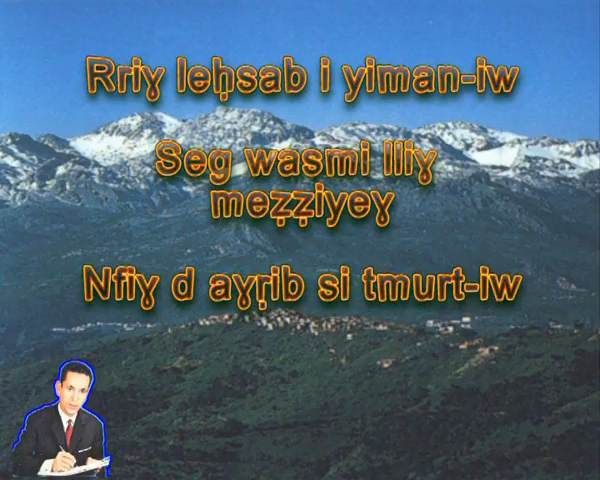 Rriɣ leḥsab i yiman-iw
Seg wasmi lliɣ
meẓẓiyeɣ
Nfiɣ d aɣṛib si tmurt-iw